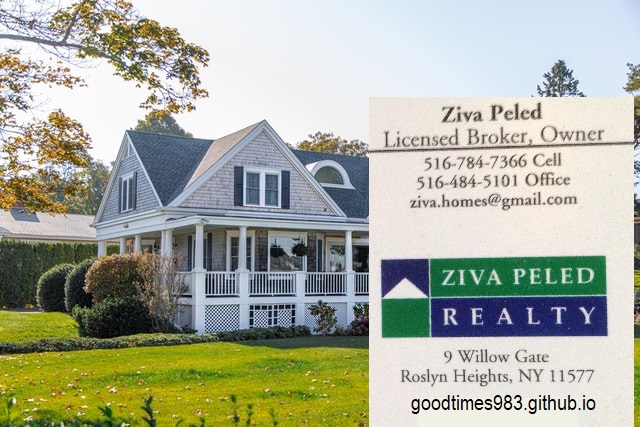 Ziva Peled
Licensed Broker, Owner
516-784-7366 Cell
516-484-5101 Office
ziva.homes@gmail.com
ZIVA PELED
REALTY
9 Willow Gate
Roslyn Heights, NY 11577
goodtimes983.github.io